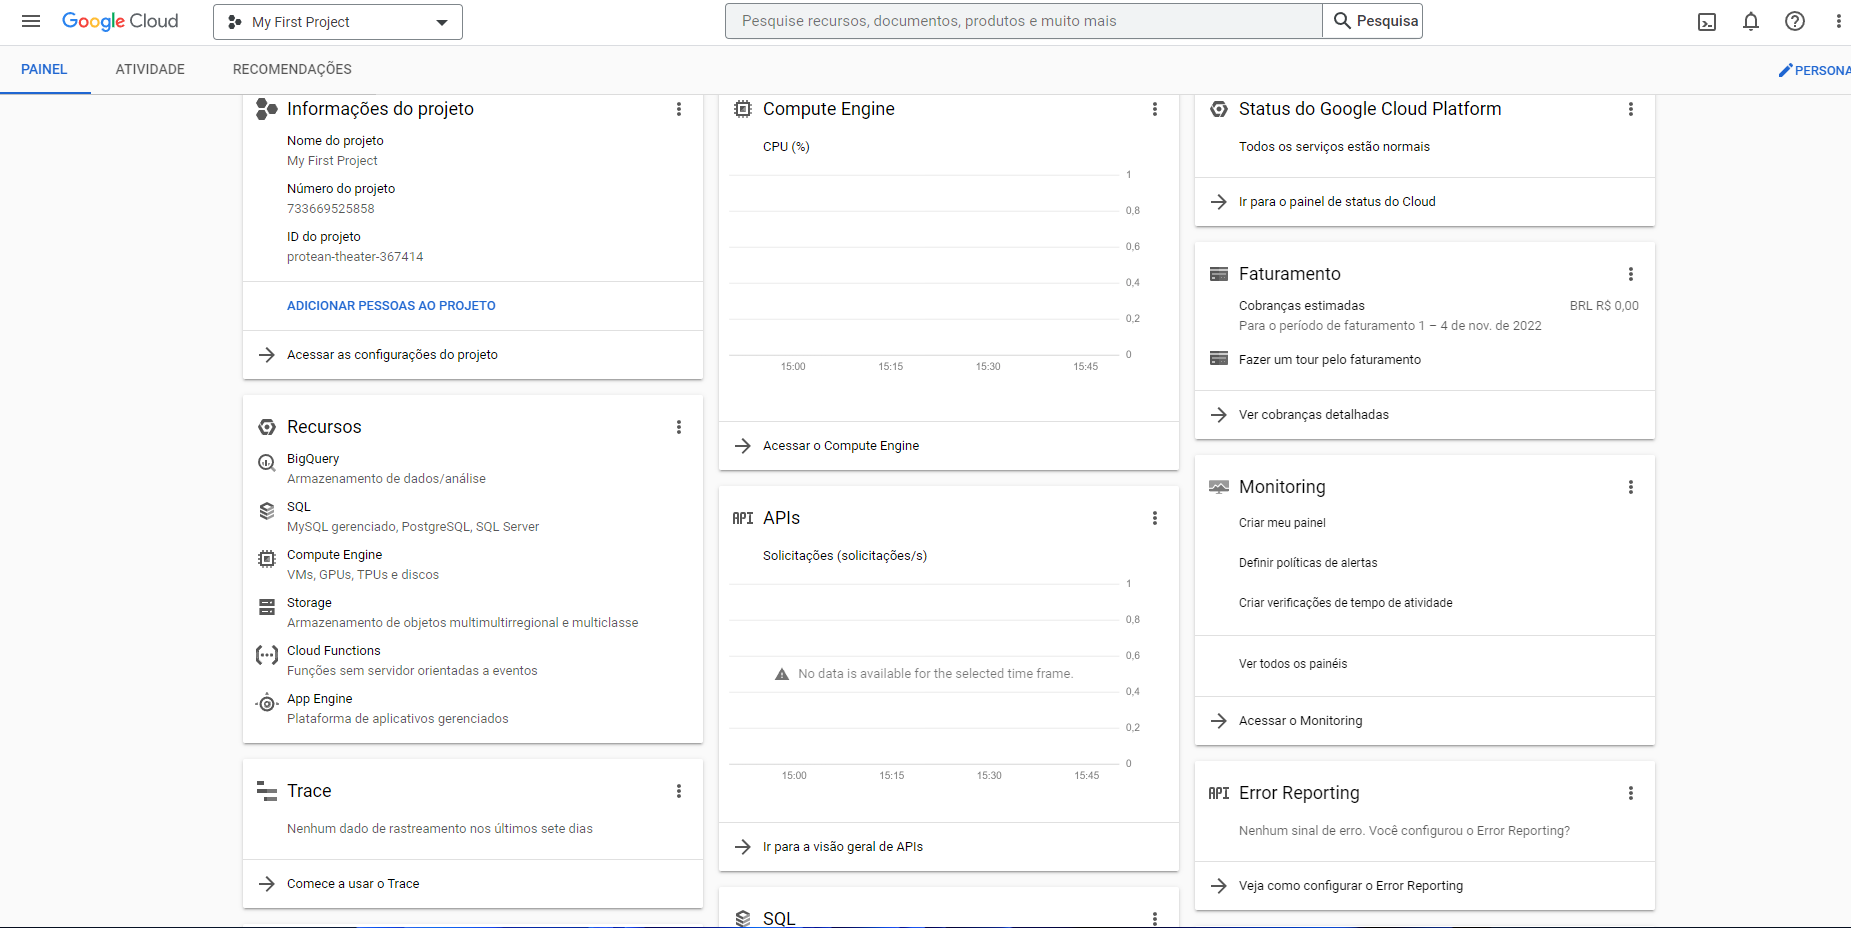 Google Cloud
My First Project
Pesquise recursos, documentos, produtos e muito mais
Pesquisa
PAINEL
ATIVIDADE
RECOMENDAÇÕES
PERSONA
Informações do projeto
Nome do projeto
My First Project
Número do projeto
733669525858
ID do projeto
protean-theater-367414
ADICIONAR PESSOAS AO PROJETO
Acessar as configurações do projeto
Recursos
BigQuery
Armazenamento de dados/análise
SQL
MySQL gerenciado, PostgreSQL, SQL Server
Compute Engine
VMs, GPUs, TPUs e discos
Storage
Armazenamento de objetos multimultirregional e multiclasse
Cloud Functions
Funções sem servidor orientadas a eventos
App Engine
Plataforma de aplicativos gerenciados
Trace
Nenhum dado de rastreamento nos últimos sete dias
Comece a usar o Trace
Compute Engine
CPU (%)
1
0,8
0,6
0,4
0,2
0
15:00 15:15 15:30 15:45
Acessar o Compute Engine
API APIs
Solicitações (solicitações/s)
1
0,8
0,6
No data is available for the selected time frame.
0,4
0,2
0
15:00 15:15 15:30 15:45
Ir para a visão geral de APIs
SQL
Status do Google Cloud Platform
Todos os serviços estão normais
Ir para o painel de status do Cloud
Faturamento
Cobranças estimadas BRL R$ 0,00
Para o período de faturamento 1 – 4 de nov. de 2022
Fazer um tour pelo faturamento
Ver cobranças detalhadas
Monitoring
Criar meu painel
Definir políticas de alertas
Criar verificações de tempo de atividade
Ver todos os painéis
Acessar o Monitoring
API Error Reporting
Nenhum sinal de erro. Você configurou o Error Reporting?
Veja como configurar o Error Reporting